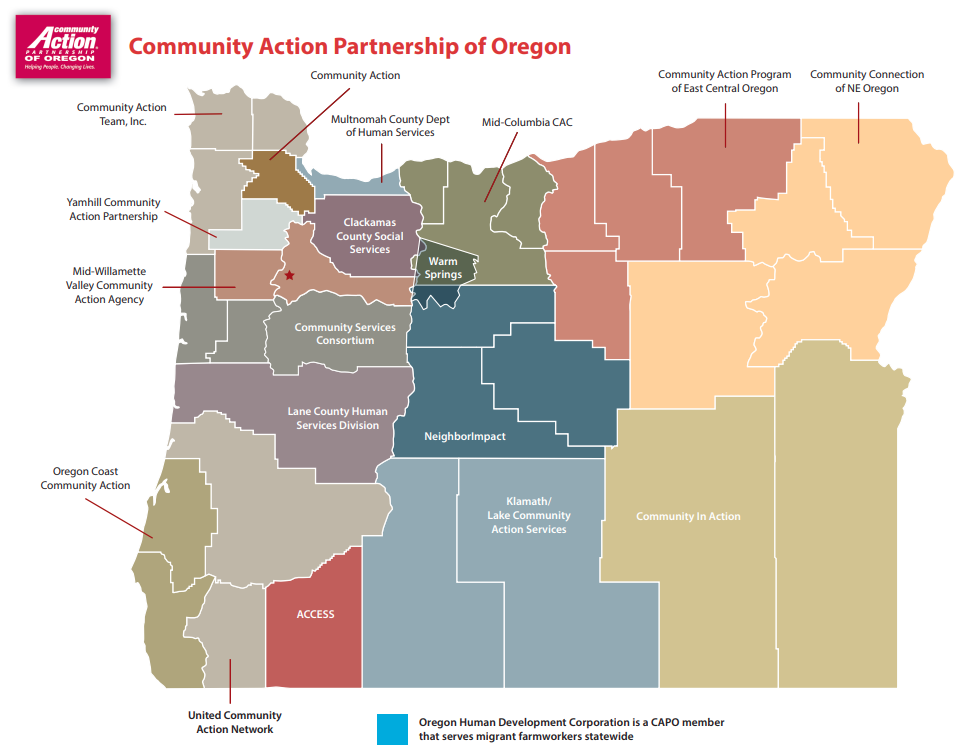 community
Action
PARTNERSHIP
OF OREGON
Helping People. Changing Lives.
Community Action Partnership of Oregon
Community Action
Community Action Program
of East Central Oregon
Community Connection
of NE Oregon
Community Action
Team, Inc.
Multnomah County Dept
of Human Services
Mid-Columbia CAC
Yamhill Community
Action Partnership
Clackamas
County Social
Services
Warm
Springs
Mid-Willamette
Valley Community
Action Agency
Community Services
Consortium
Lane County Human
Services Division
NeighborImpact
Oregon Coast
Community Action
Klamath/
Lake Community
Action Services
Community In Action
ACCESS
United Community
Action Network
Oregon Human Development Corporation is a CAPO member
that serves migrant farmworkers statewide